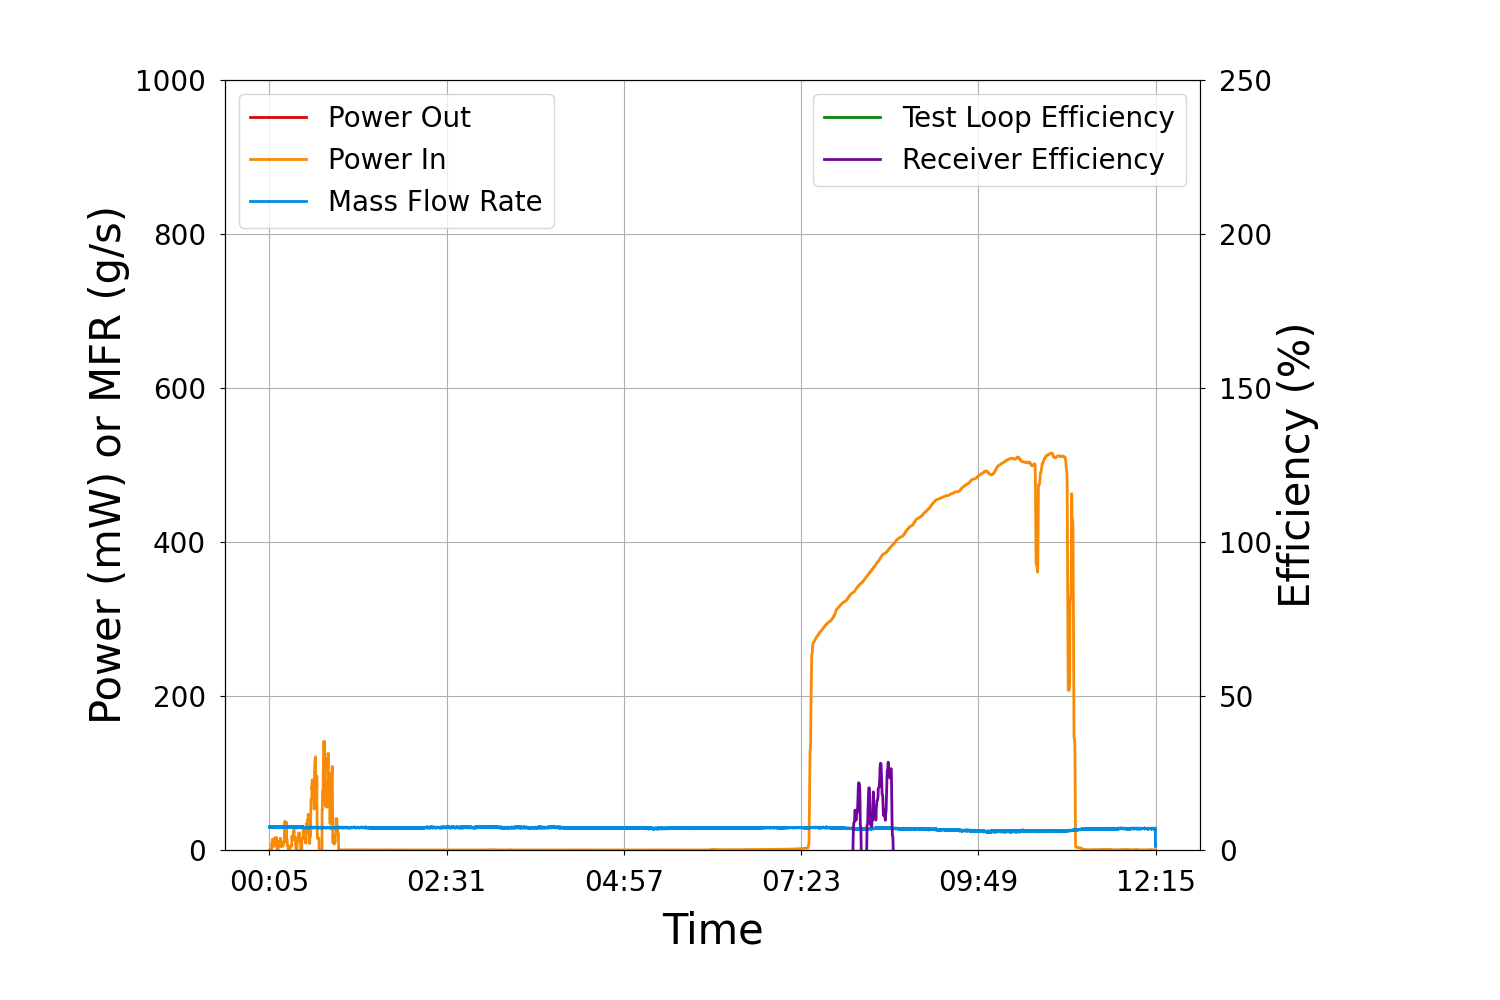 Power Out
Power In
Mass Flow Rate
Test Loop Efficiency
Receiver Efficiency
1000
800
600
400
200
0
Power (mW) or MFR (g/s)
250
200
150
100
50
0
Efficiency (%)
00:05 02:31 04:57 07:23 09:49 12:15
Time